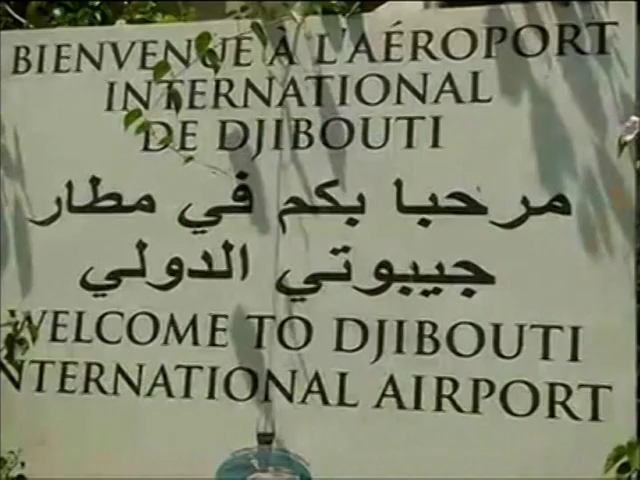 BIENVENUE À L'AÉROPORT
INTERNATIONAL
DE DJIBOUTI
مرحبا بكم في مطار
جيبوتي الدولي
WELCOME TO DJIBOUTI
INTERNATIONAL AIRPORT